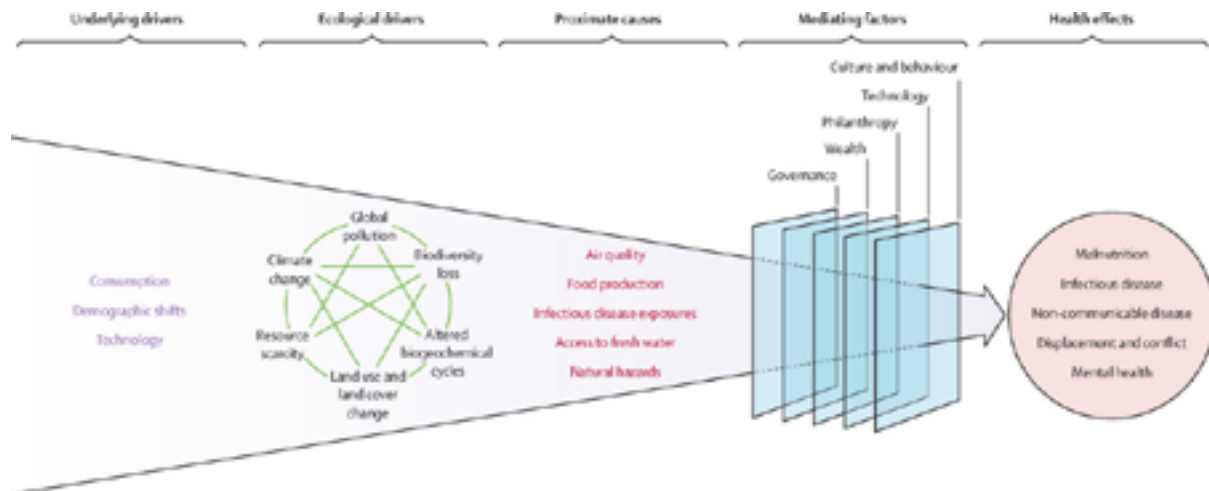 Underlying drivers
Ecological drivers
Proximate causes
Mediating factors
Health effects
Culture and behaviour
Technology
Philanthropy
Wealth
Governance
Consumption
Demographic shifts
Technology
Global
pollution
Climate
change
Biodiversity
loss
Resource
scarcity
Altered
biogeochemical
cycles
Land use and
land cover
change
Air quality
Food production
Infectious disease exposures
Access to fresh water
Natural hazards
Malnutrition
Infectious disease
Non-communicable disease
Displacement and conflict
Mental health